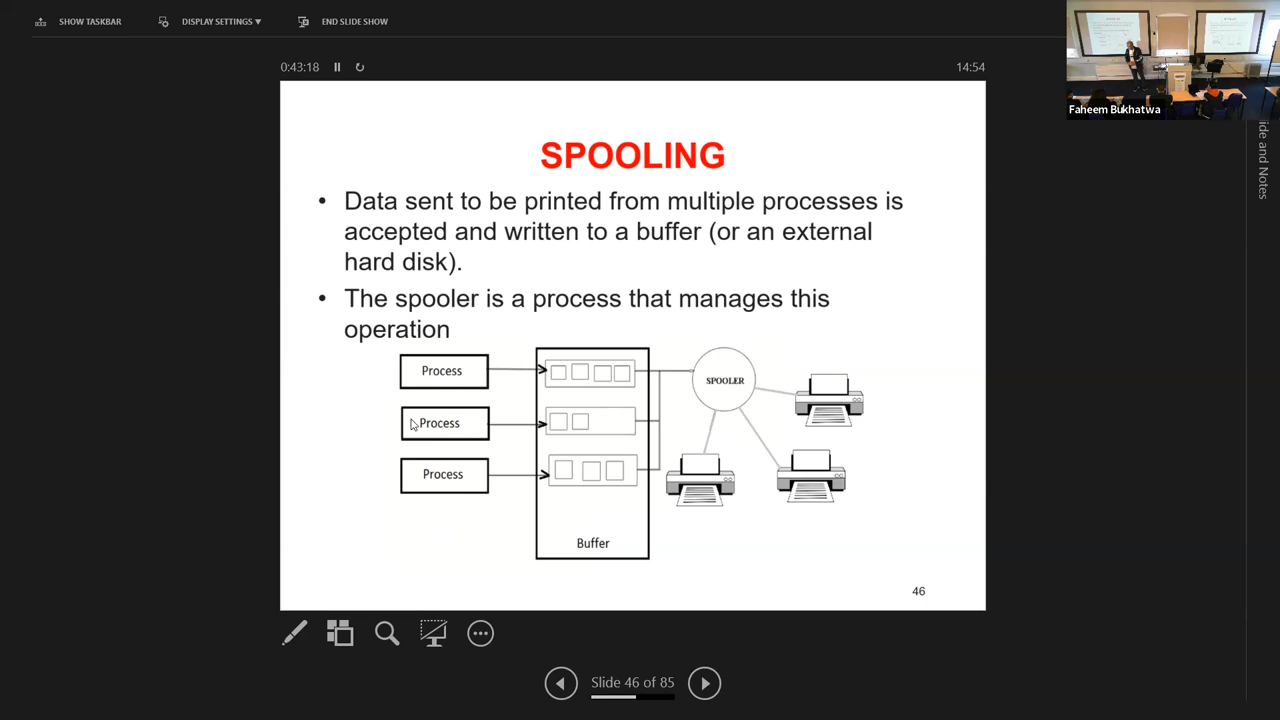 SHOW TASKBAR
DISPLAY SETTINGS
END SLIDE SHOW
Faheem Bukhatwa
0:43:18
14:54
lide and Notes
SPOOLING
• Data sent to be printed from multiple processes is
accepted and written to a buffer (or an external
hard disk).
• The spooler is a process that manages this
operation
Process
Process
Process
SPOOLER
Buffer
46
Slide 46 of 85